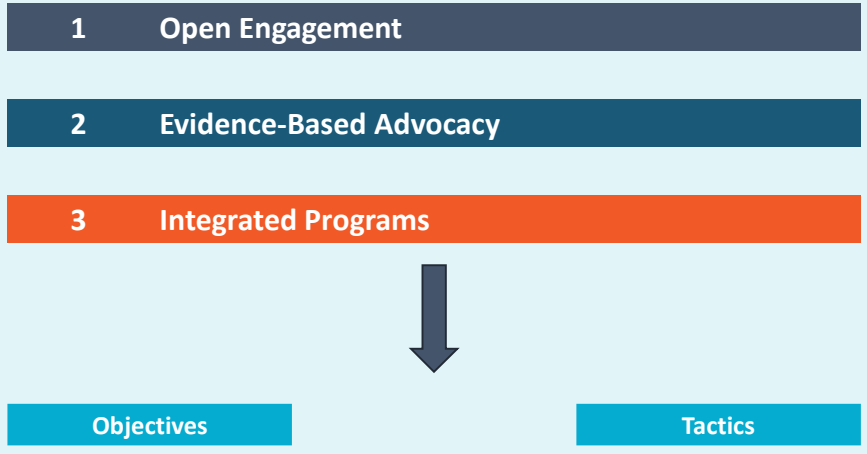 1 Open Engagement
2 Evidence-Based Advocacy
3 Integrated Programs
Objectives
Tactics